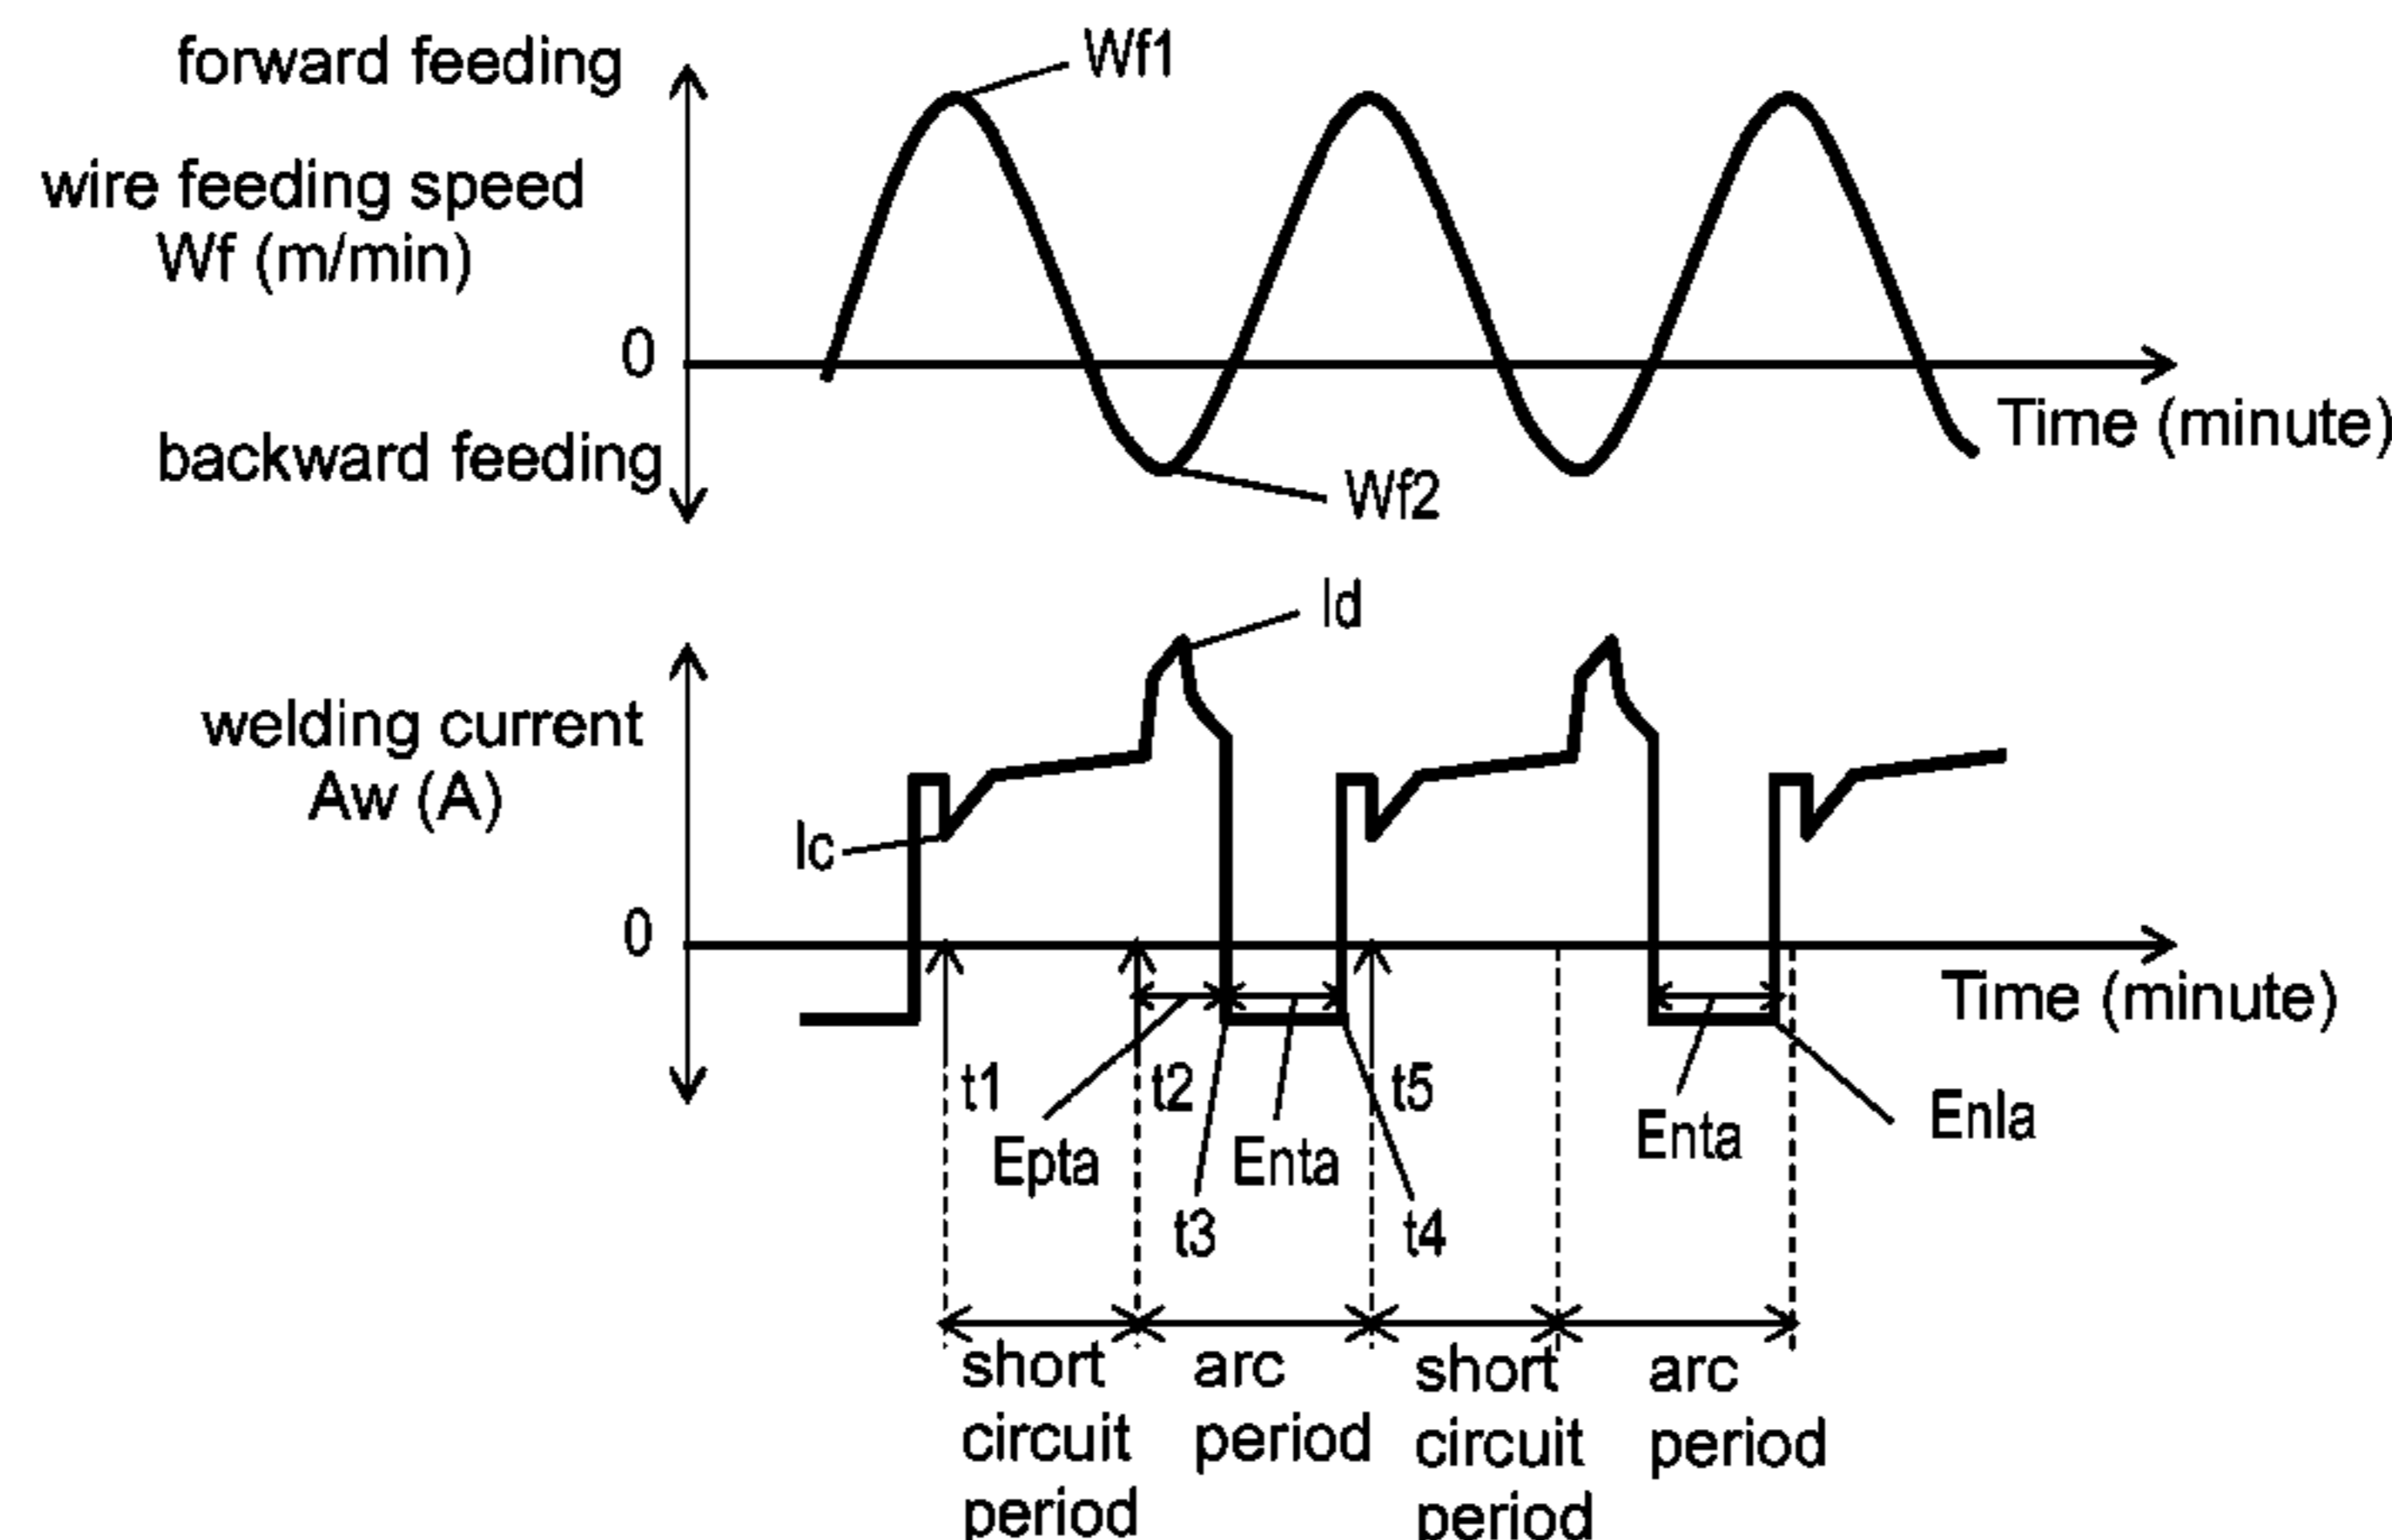 forward feeding
Wf1
wire feeding speed
Wf (m/min)
0
Time (minute)
backward feeding
Wf2
Id
welding current
Aw (A)
Ic
0
Time (minute)
t1
t2
t5
Epta
Enta
Enta
Enla
t3
t4
short
circuit
period
arc
period
short
circuit
period
arc
period